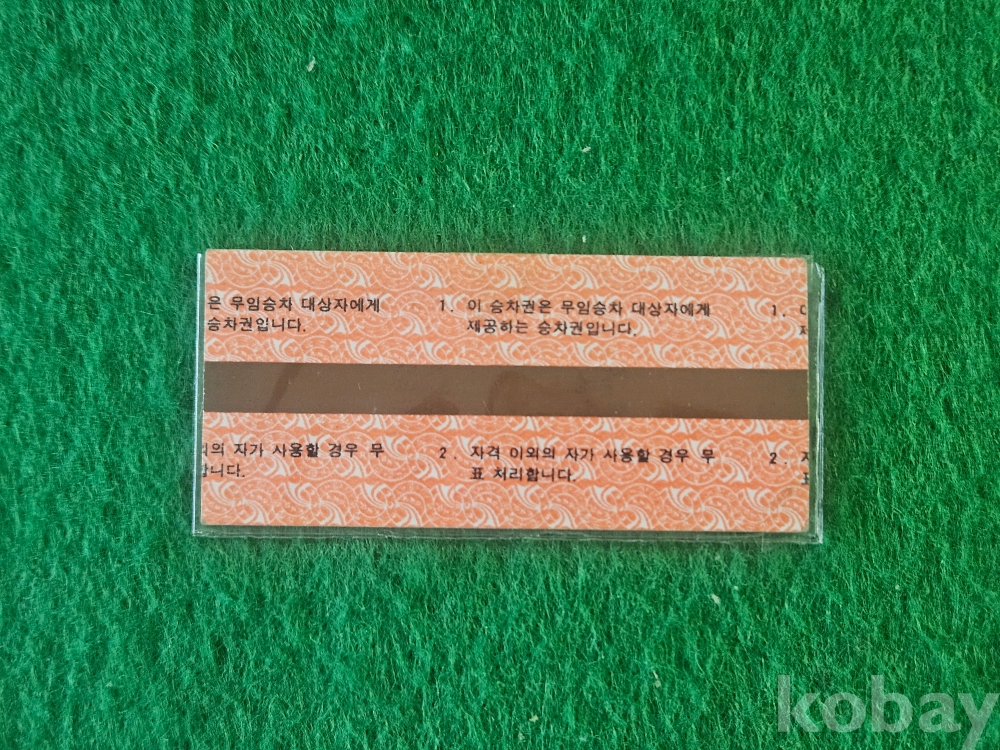 은 무임승차 대상자에게
승차권입니다.
1. 이 승차권은 무임승차 대상자에게
제공하는 승차권입니다.
1.
의 자가 사용할 경우 무
니다.
2. 자격 이외의 자가 사용할 경우 무
표 처리합니다.
2.
kobay